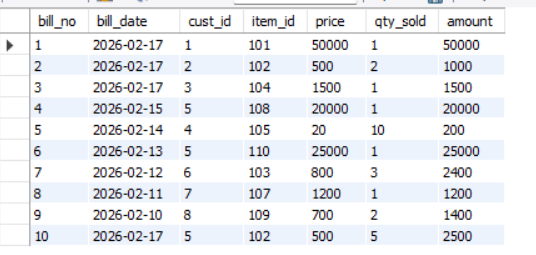 bill_no bill_date cust_id item_id price qty_sold amount
1 2026-02-17 1 101 50000 1 50000
2 2026-02-17 2 102 500 2 1000
3 2026-02-17 3 104 1500 1 1500
4 2026-02-15 5 108 20000 1 20000
5 2026-02-14 4 105 20 10 200
6 2026-02-13 5 110 25000 1 25000
7 2026-02-12 6 103 800 3 2400
8 2026-02-11 7 107 1200 1 1200
9 2026-02-10 8 109 700 2 1400
10 2026-02-17 5 102 500 5 2500